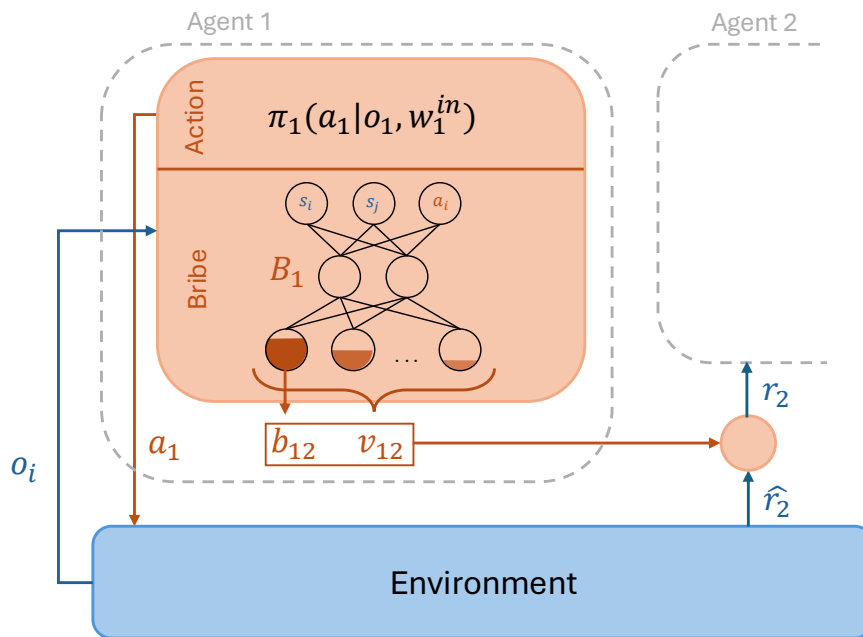 Agent 1
Agent 2
Action
π₁(a₁|o₁, w₁ⁱⁿ)
sᵢ sⱼ aᵢ
Bribe
B₁
...
b₁₂ v₁₂
r₂
a₁
oᵢ
r̂₂
Environment